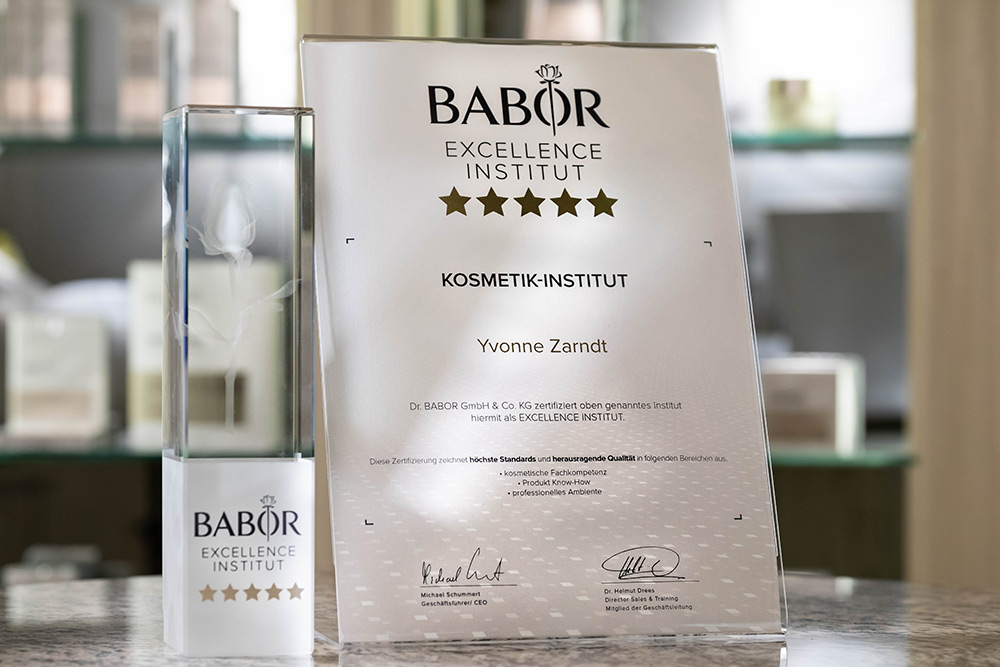 BABOR
EXCELLENCE
INSTITUT
KOSMETIK-INSTITUT
Yvonne Zarndt
Dr. BABOR GmbH & Co. KG zertifiziert oben genanntes Institut
hiermit als EXCELLENCE INSTITUT.
Diese Zertifizierung zeichnet höchste Standards und herausragende Qualität in folgenden Bereichen aus:
• kosmetische Fachkompetenz
• Produkt Know-How
• professionelles Ambiente
Michael Schummert
Geschäftsführer/ CEO
Dr. Helmut Drees
Director Sales & Training
Mitglied der Geschäftsleitung
BABOR
EXCELLENCE
INSTITUT